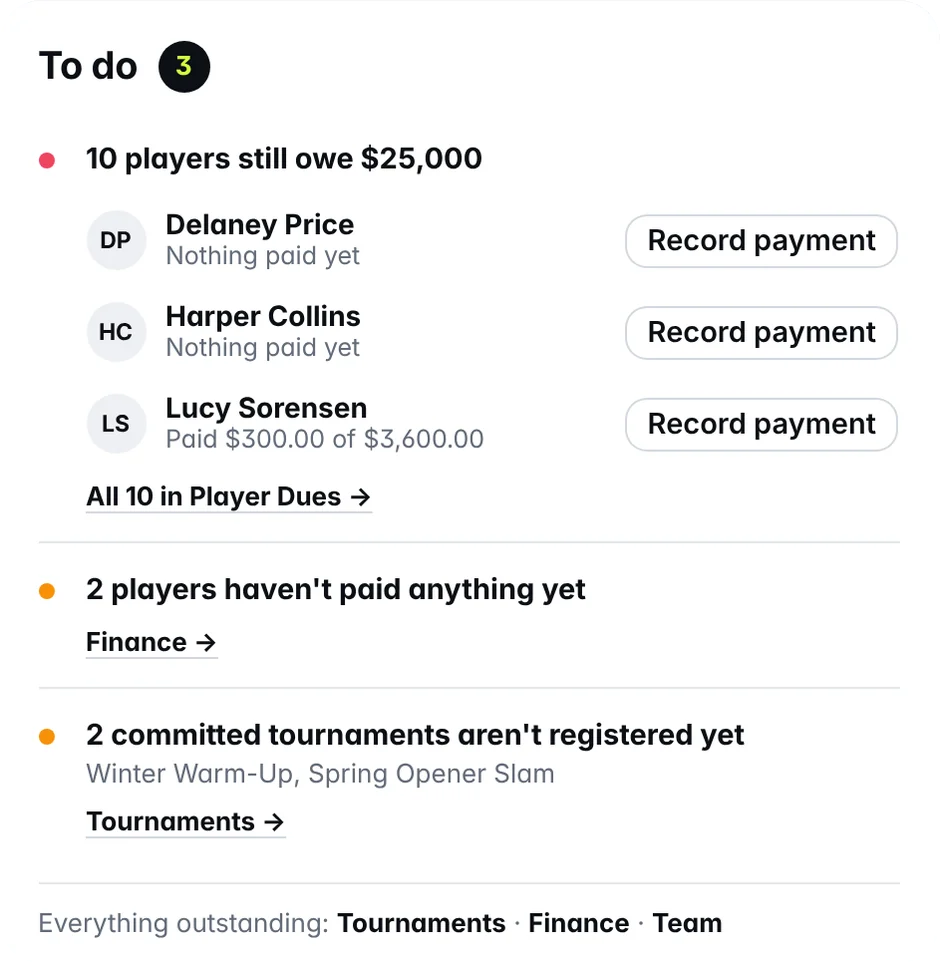 To do 3
10 players still owe $25,000
DP Delaney Price Record payment
Nothing paid yet
HC Harper Collins Record payment
Nothing paid yet
LS Lucy Sorensen Record payment
Paid $300.00 of $3,600.00
All 10 in Player Dues →
2 players haven't paid anything yet
Finance →
2 committed tournaments aren't registered yet
Winter Warm-Up, Spring Opener Slam
Tournaments →
Everything outstanding: Tournaments · Finance · Team